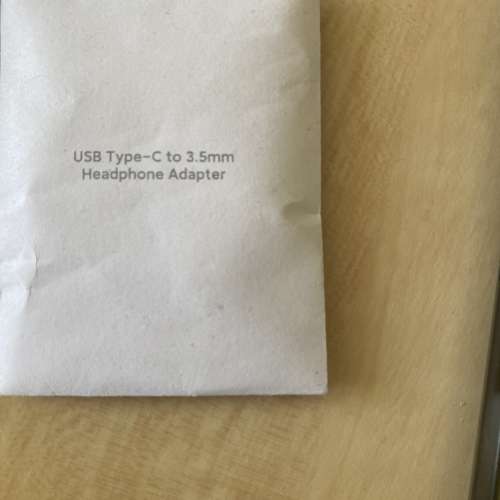 USB Type-C to 3.5mm
Headphone Adapter